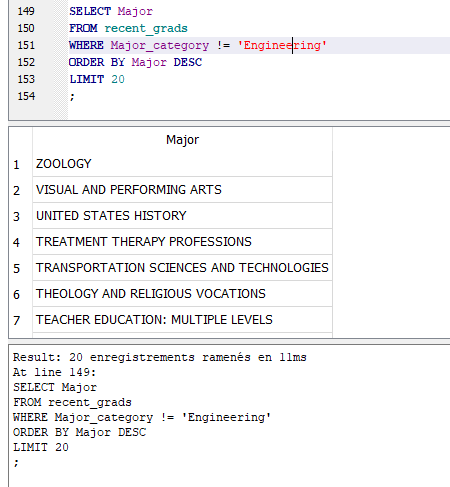 149 SELECT Major
150 FROM recent_grads
151 WHERE Major_category != 'Engineering'
152 ORDER BY Major DESC
153 LIMIT 20
154 ;
Major
1 ZOOLOGY
2 VISUAL AND PERFORMING ARTS
3 UNITED STATES HISTORY
4 TREATMENT THERAPY PROFESSIONS
5 TRANSPORTATION SCIENCES AND TECHNOLOGIES
6 THEOLOGY AND RELIGIOUS VOCATIONS
7 TEACHER EDUCATION: MULTIPLE LEVELS
Result: 20 enregistrements ramenés en 11ms
At line 149:
SELECT Major
FROM recent_grads
WHERE Major_category != 'Engineering'
ORDER BY Major DESC
LIMIT 20
;